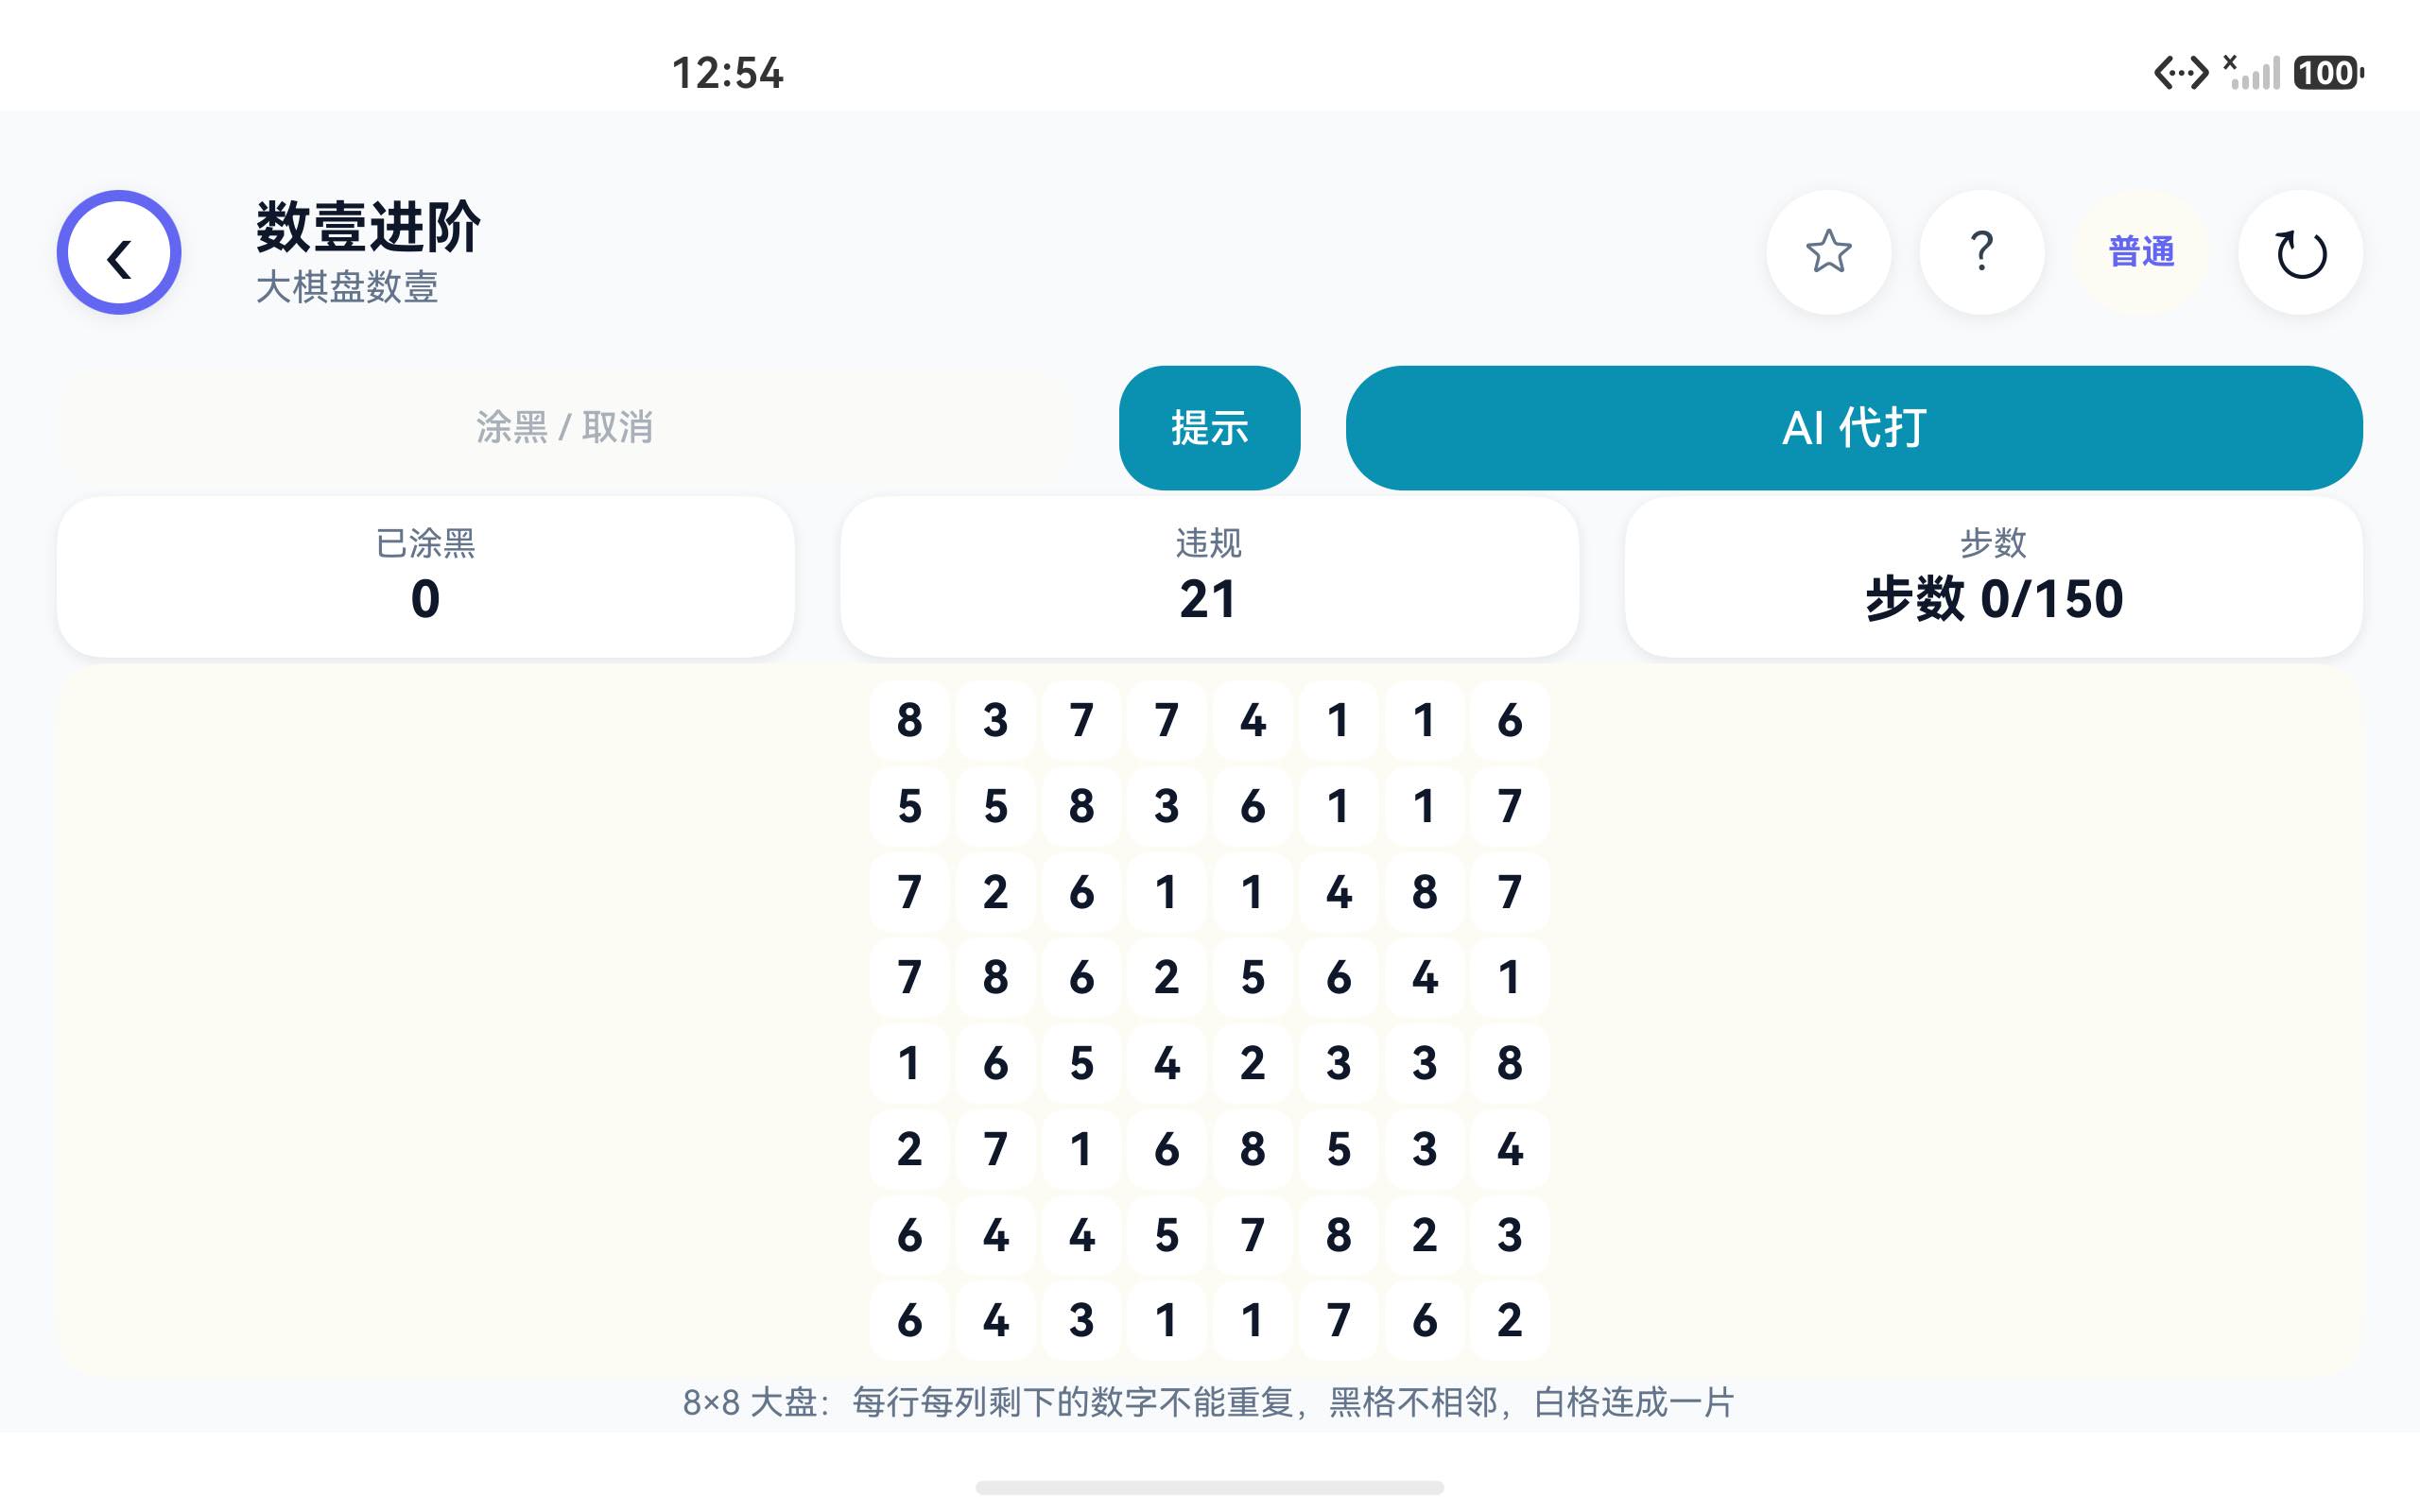 12:54
100
数壹进阶
大棋盘数壹
?
普通
涂黑 / 取消
提示
AI 代打
已涂黑
0
违规
21
步数
步数 0/150
8 3 7 7 4 1 1 6
5 5 8 3 6 1 1 7
7 2 6 1 1 4 8 7
7 8 6 2 5 6 4 1
1 6 5 4 2 3 3 8
2 7 1 6 8 5 3 4
6 4 4 5 7 8 2 3
6 4 3 1 1 7 6 2
8×8 大盘：每行每列剩下的数字不能重复，黑格不相邻，白格连成一片